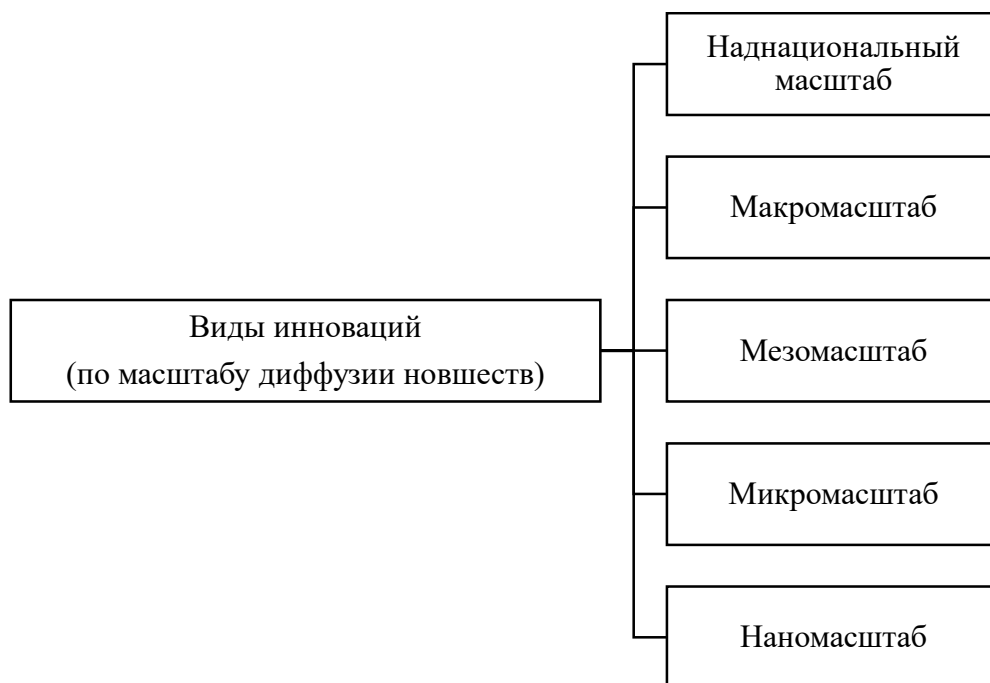 Виды инноваций
(по масштабу диффузии новшеств)
Наднациональный
масштаб
Макромасштаб
Мезомасштаб
Микромасштаб
Наномасштаб